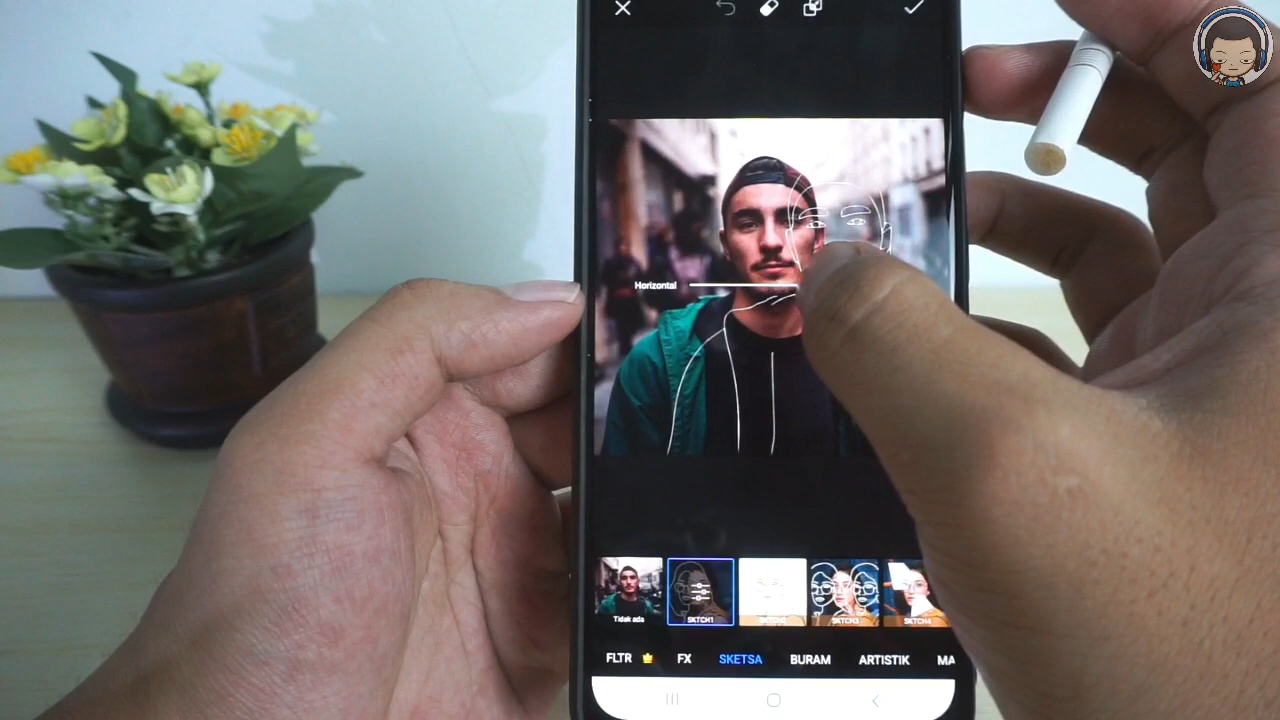 Horizontal
Tidak ada
SKTCH1
SKTCH3
SKTCH4
FLTR
FX
SKETSA
BURAM
ARTISTIK
MA